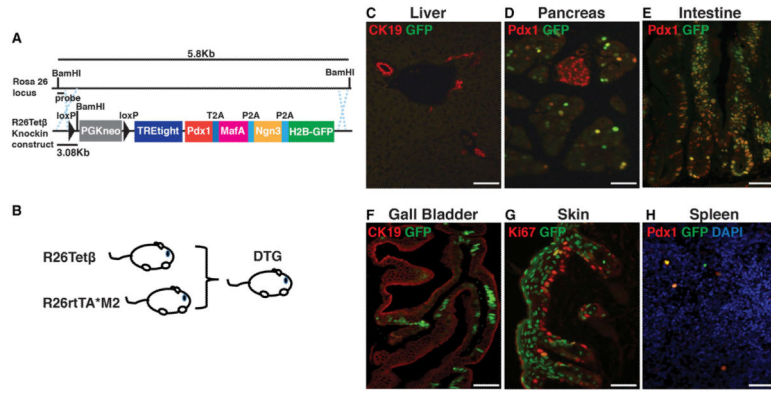 A
5.8Kb
BamHI
BamHI
Rosa 26
locus
probe
BamHI
loxP
loxP
T2A
P2A
P2A
R26Tetβ
Knockin
construct
PGKneo
TREtight
Pdx1
MafA
Ngn3
H2B-GFP
3.08Kb
B
R26Tetβ
DTG
R26rtTA*M2
C
Liver
CK19 GFP
D
Pancreas
Pdx1 GFP
E
Intestine
Pdx1 GFP
F
Gall Bladder
CK19 GFP
G
Skin
Ki67 GFP
H
Spleen
Pdx1 GFP DAPI